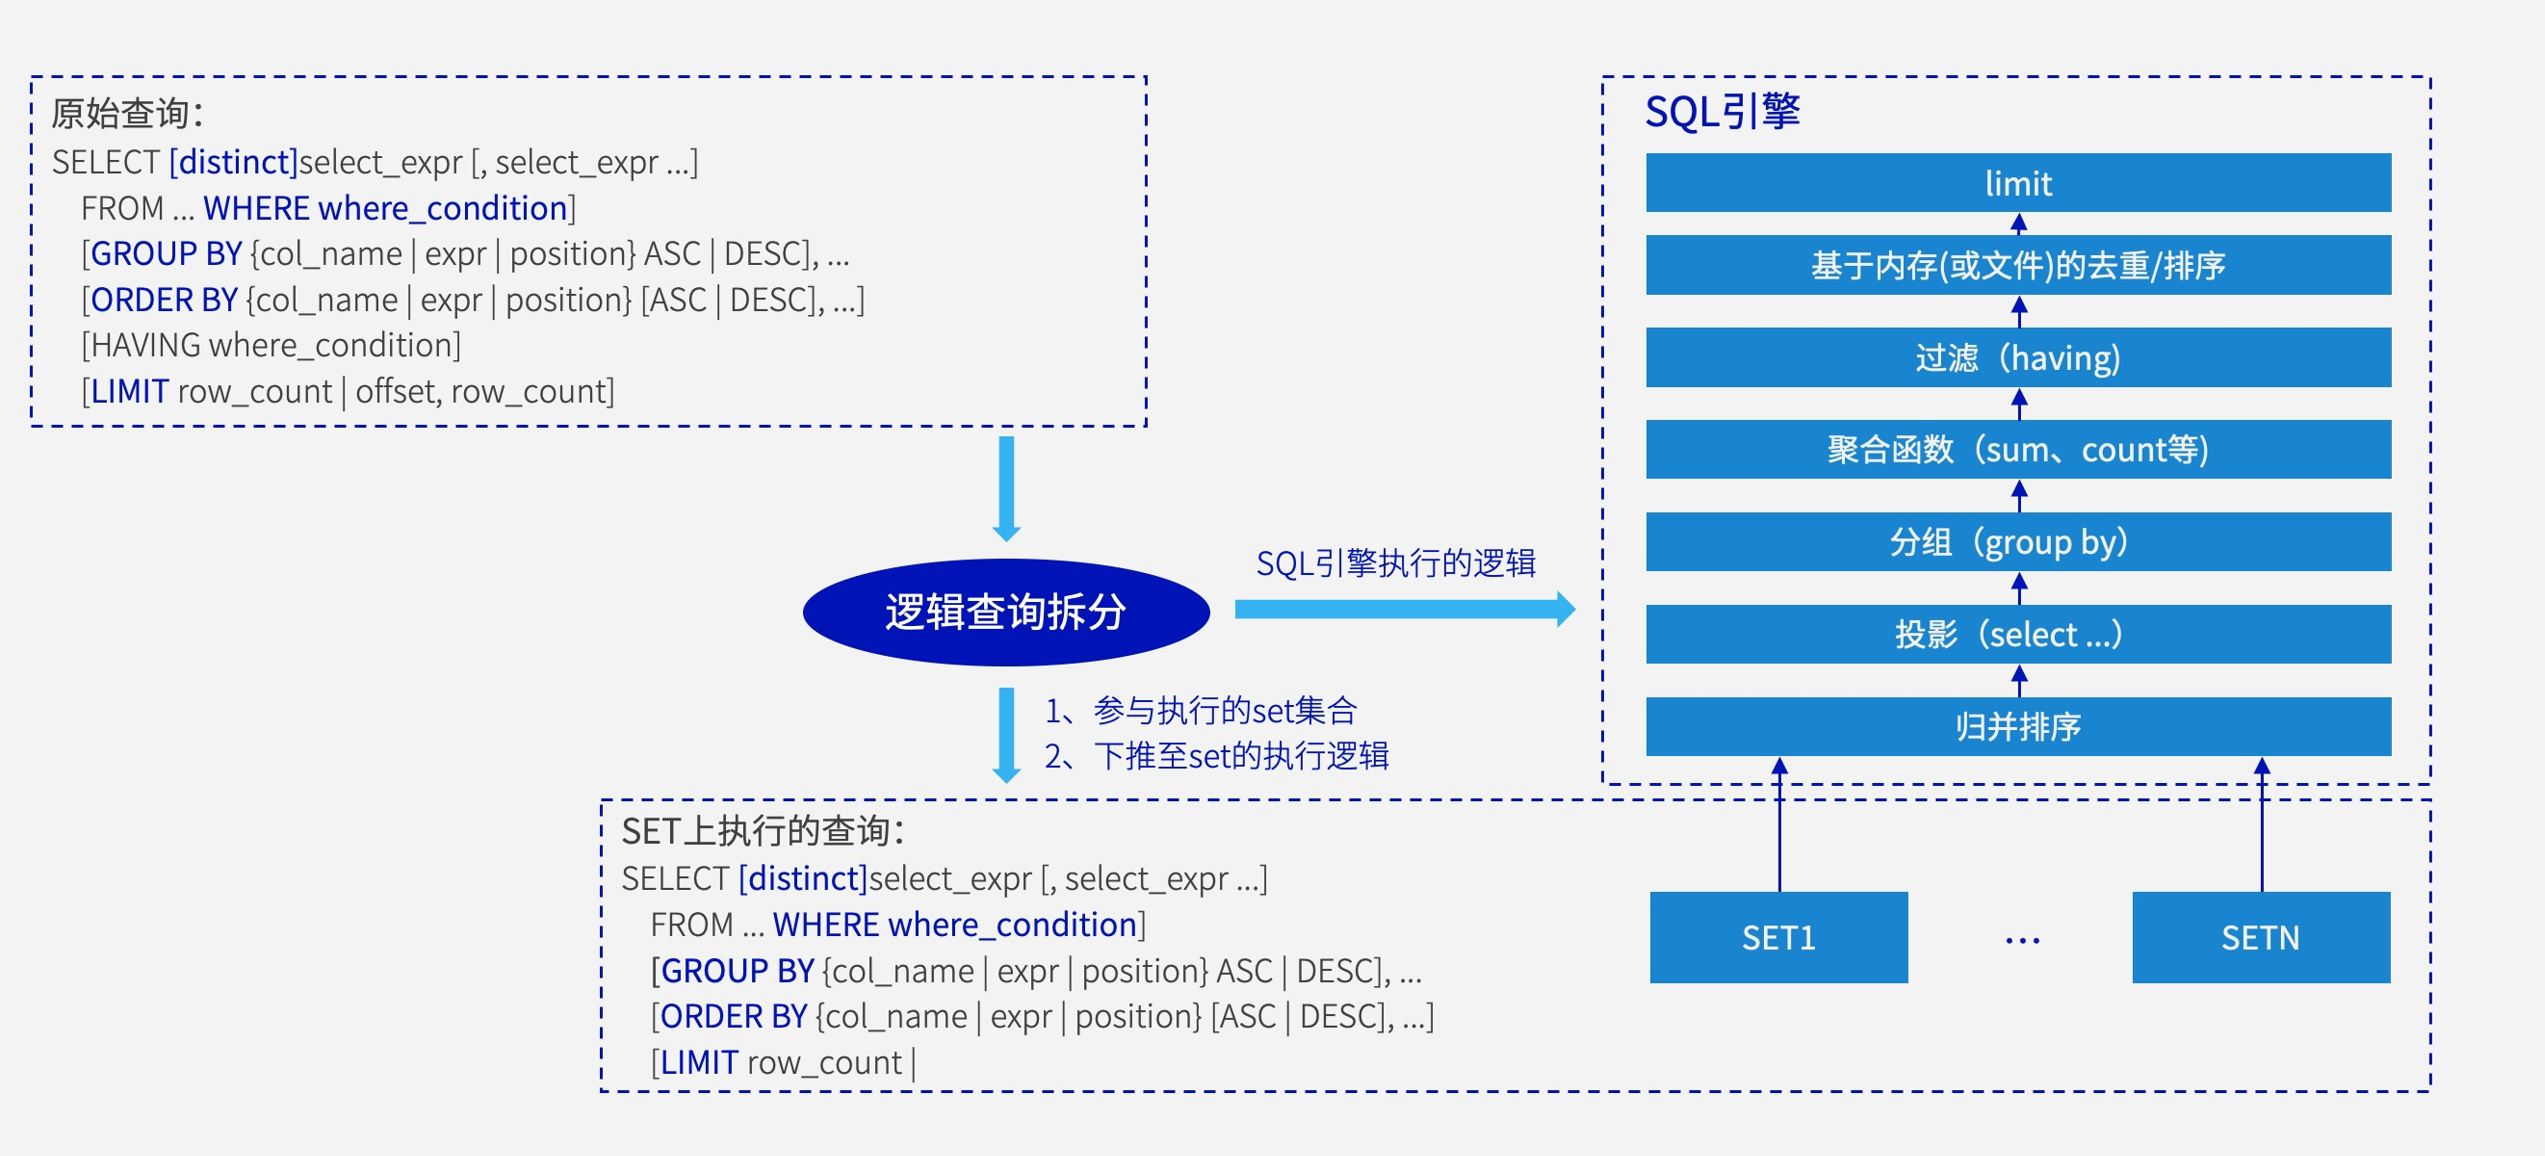 原始查询：
SELECT [distinct]select_expr [, select_expr ...]
FROM ... WHERE where_condition]
[GROUP BY {col_name | expr | position} ASC | DESC], ...
[ORDER BY {col_name | expr | position} [ASC | DESC], ...]
[HAVING where_condition]
[LIMIT row_count | offset, row_count]
逻辑查询拆分
SQL引擎执行的逻辑
1、参与执行的set集合
2、下推至set的执行逻辑
SQL引擎
limit
基于内存(或文件)的去重/排序
过滤（having)
聚合函数（sum、count等)
分组（group by）
投影（select ...）
归并排序
SET上执行的查询：
SELECT [distinct]select_expr [, select_expr ...]
FROM ... WHERE where_condition]
[GROUP BY {col_name | expr | position} ASC | DESC], ...
[ORDER BY {col_name | expr | position} [ASC | DESC], ...]
[LIMIT row_count |
SET1 ... SETN